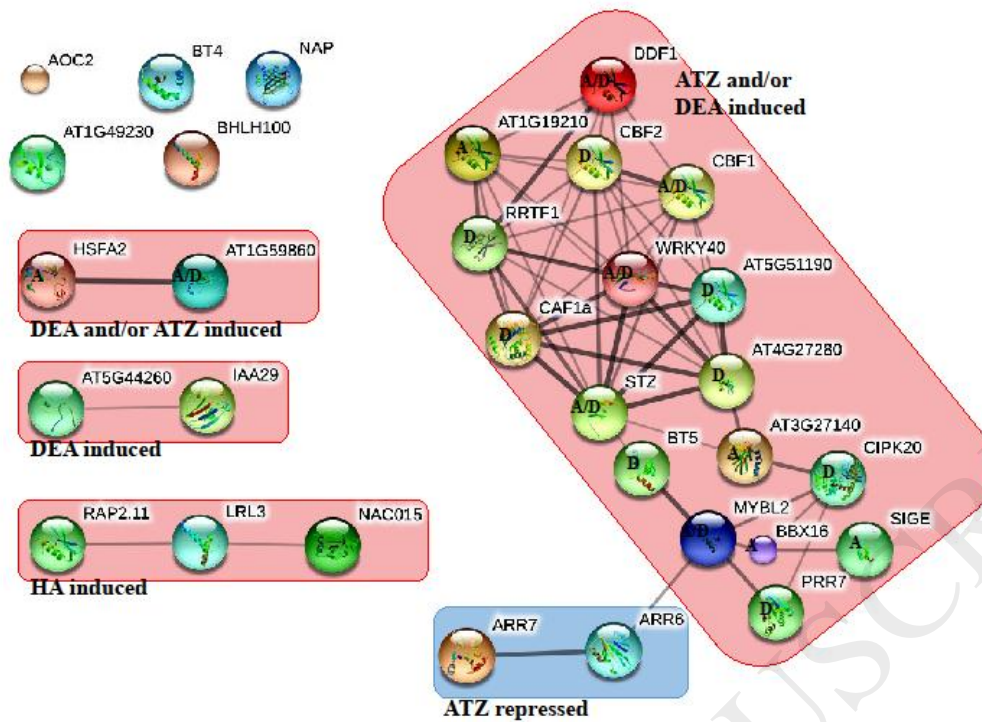 AOC2
BT4
NAP
AT1G49230
BHLH100
HSFA2
A
AT1G59860
A/D
DEA and/or ATZ induced
AT5G44260
IAA29
DEA induced
RAP2.11
LRL3
NAC015
HA induced
DDF1
A/D
ATZ and/or
DEA induced
AT1G19210
A
CBF2
D
CBF1
A/D
RRTF1
D
WRKY40
A/D
AT5G51190
D
CAF1a
D
AT4G27280
D
STZ
A/D
AT3G27140
A
BT5
CIPK20
D
MYBL2
BBX16
A
SIGE
A
PRR7
D
ARR7
ARR6
ATZ repressed